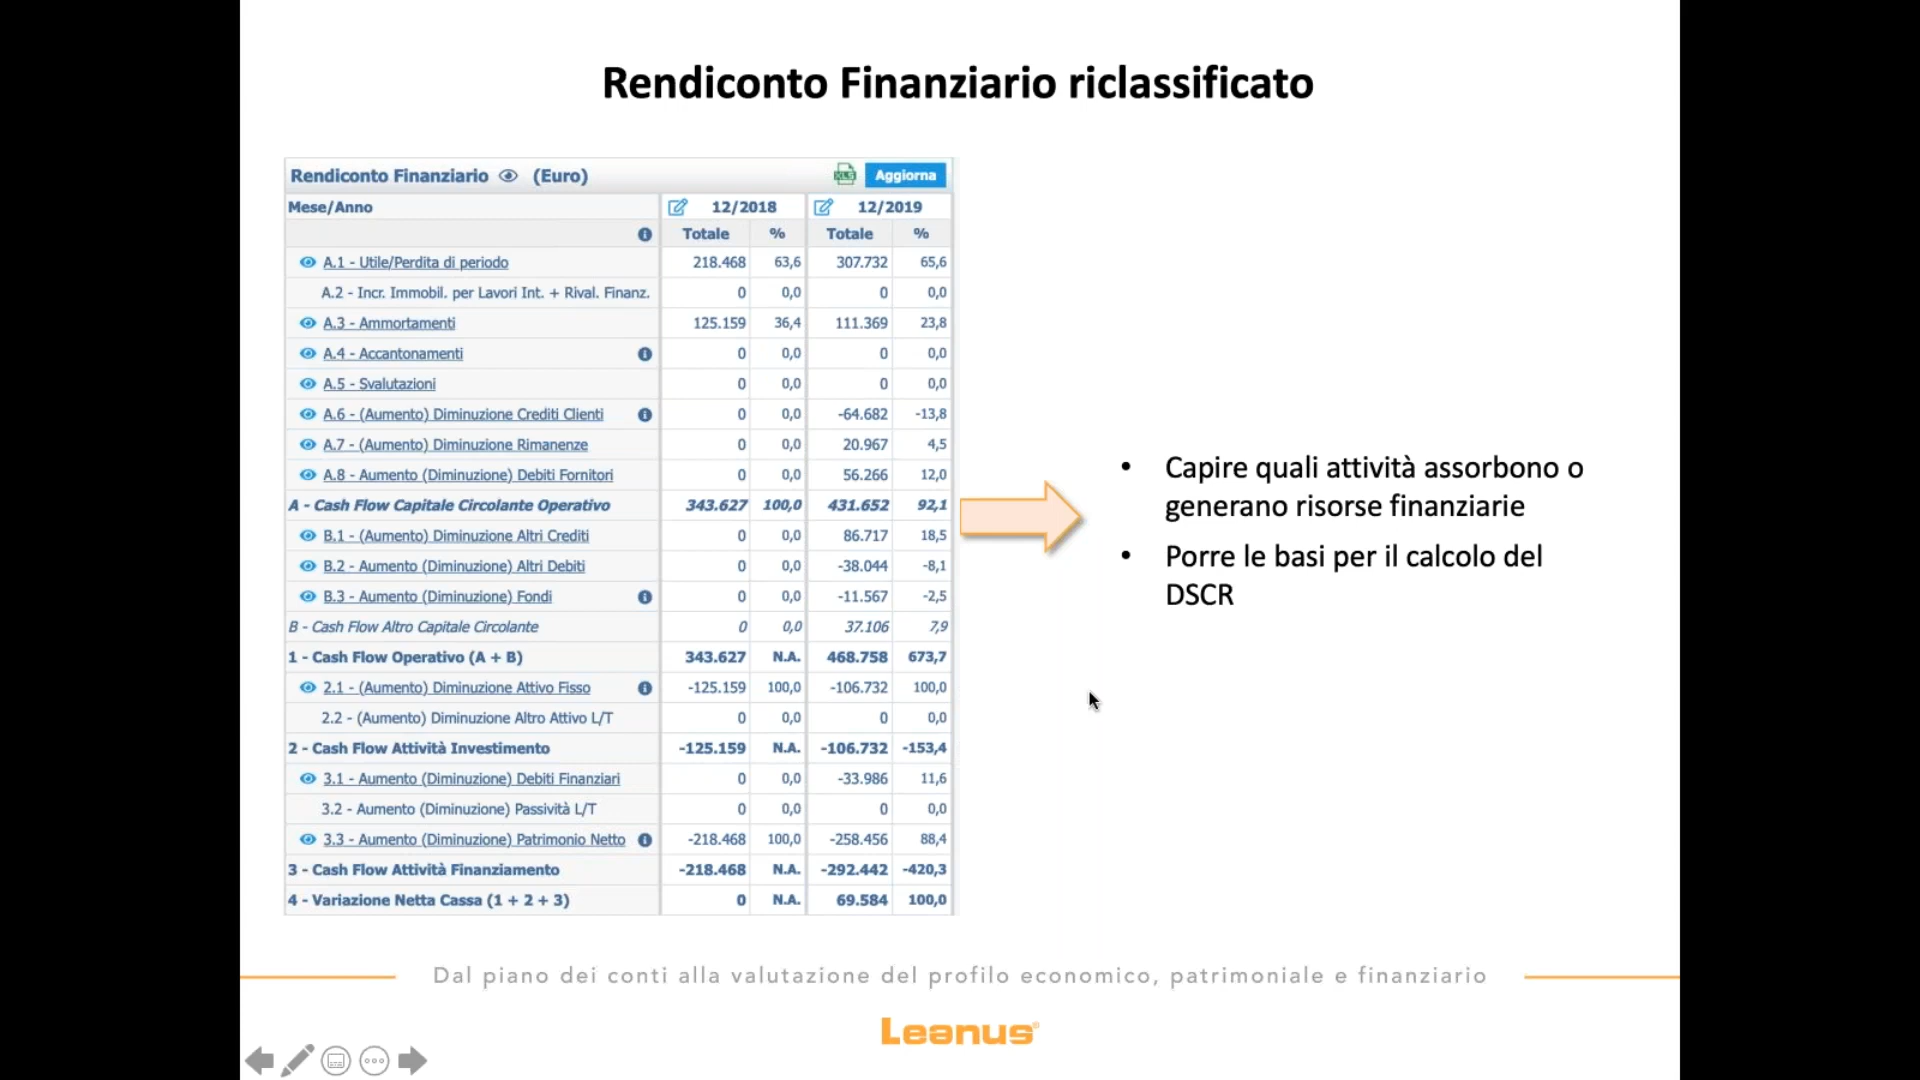 Rendiconto Finanziario riclassificato
Rendiconto Finanziario (Euro) XLS Aggiorna
Mese/Anno 12/2018 12/2019
Totale % Totale %
A.1 - Utile/Perdita di periodo 218.468 63,6 307.732 65,6
A.2 - Incr. Immobil. per Lavori Int. + Rival. Finanz. 0 0,0 0 0,0
A.3 - Ammortamenti 125.159 36,4 111.369 23,8
A.4 - Accantonamenti 0 0,0 0 0,0
A.5 - Svalutazioni 0 0,0 0 0,0
A.6 - (Aumento) Diminuzione Crediti Clienti 0 0,0 -64.682 -13,8
A.7 - (Aumento) Diminuzione Rimanenze 0 0,0 20.967 4,5
A.8 - Aumento (Diminuzione) Debiti Fornitori 0 0,0 56.266 12,0
A - Cash Flow Capitale Circolante Operativo 343.627 100,0 431.652 92,1
B.1 - (Aumento) Diminuzione Altri Crediti 0 0,0 86.717 18,5
B.2 - Aumento (Diminuzione) Altri Debiti 0 0,0 -38.044 -8,1
B.3 - Aumento (Diminuzione) Fondi 0 0,0 -11.567 -2,5
B - Cash Flow Altro Capitale Circolante 0 0,0 37.106 7,9
1 - Cash Flow Operativo (A + B) 343.627 N.A. 468.758 673,7
2.1 - (Aumento) Diminuzione Attivo Fisso -125.159 100,0 -106.732 100,0
2.2 - (Aumento) Diminuzione Altro Attivo L/T 0 0,0 0 0,0
2 - Cash Flow Attività Investimento -125.159 N.A. -106.732 -153,4
3.1 - Aumento (Diminuzione) Debiti Finanziari 0 0,0 -33.986 11,6
3.2 - Aumento (Diminuzione) Passività L/T 0 0,0 0 0,0
3.3 - Aumento (Diminuzione) Patrimonio Netto -218.468 100,0 -258.456 88,4
3 - Cash Flow Attività Finanziamento -218.468 N.A. -292.442 -420,3
4 - Variazione Netta Cassa (1 + 2 + 3) 0 N.A. 69.584 100,0
• Capire quali attività assorbono o
generano risorse finanziarie
• Porre le basi per il calcolo del
DSCR
Dal piano dei conti alla valutazione del profilo economico, patrimoniale e finanziario
Leanus®